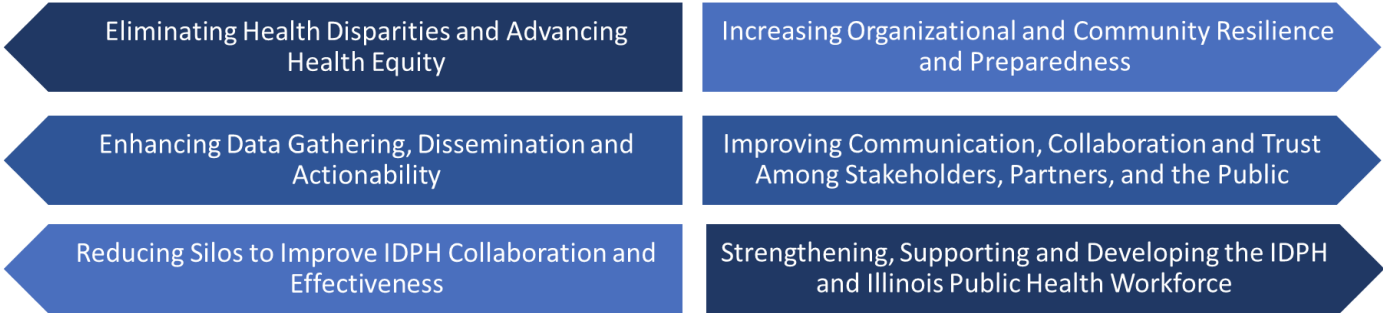 Eliminating Health Disparities and Advancing
Health Equity
Increasing Organizational and Community Resilience
and Preparedness
Enhancing Data Gathering, Dissemination and
Actionability
Improving Communication, Collaboration and Trust
Among Stakeholders, Partners, and the Public
Reducing Silos to Improve IDPH Collaboration and
Effectiveness
Strengthening, Supporting and Developing the IDPH
and Illinois Public Health Workforce